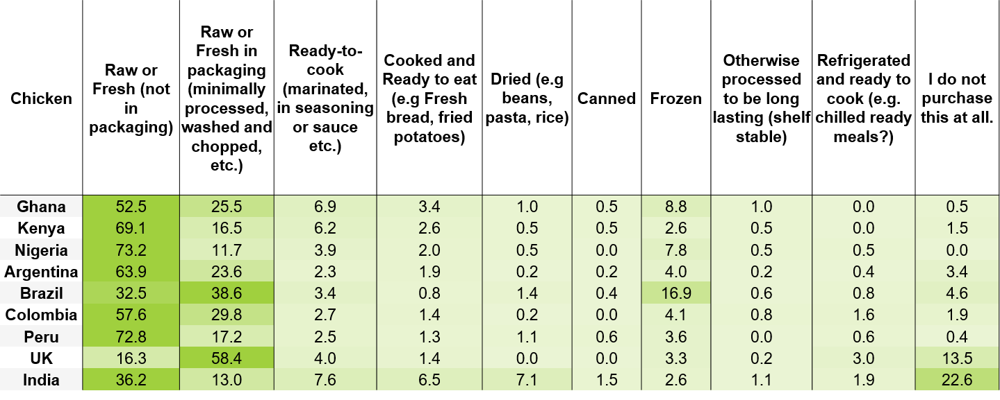 Chicken
Raw or
Fresh (not
in
packaging)
Raw or
Fresh in
packaging
(minimally
processed,
washed and
chopped,
etc.)
Ready-to-
cook
(marinated,
in seasoning
or sauce
etc.)
Cooked and
Ready to eat
(e.g Fresh
bread, fried
potatoes)
Dried (e.g
beans,
pasta, rice)
Canned
Frozen
Otherwise
processed
to be long
lasting (shelf
stable)
Refrigerated
and ready to
cook (e.g.
chilled ready
meals?)
I do not
purchase
this at all.
Ghana 52.5 25.5 6.9 3.4 1.0 0.5 8.8 1.0 0.0 0.5
Kenya 69.1 16.5 6.2 2.6 0.5 0.5 2.6 0.5 0.0 1.5
Nigeria 73.2 11.7 3.9 2.0 0.5 0.0 7.8 0.5 0.5 0.0
Argentina 63.9 23.6 2.3 1.9 0.2 0.2 4.0 0.2 0.4 3.4
Brazil 32.5 38.6 3.4 0.8 1.4 0.4 16.9 0.6 0.8 4.6
Colombia 57.6 29.8 2.7 1.4 0.2 0.0 4.1 0.8 1.6 1.9
Peru 72.8 17.2 2.5 1.3 1.1 0.6 3.6 0.0 0.6 0.4
UK 16.3 58.4 4.0 1.4 0.0 0.0 3.3 0.2 3.0 13.5
India 36.2 13.0 7.6 6.5 7.1 1.5 2.6 1.1 1.9 22.6